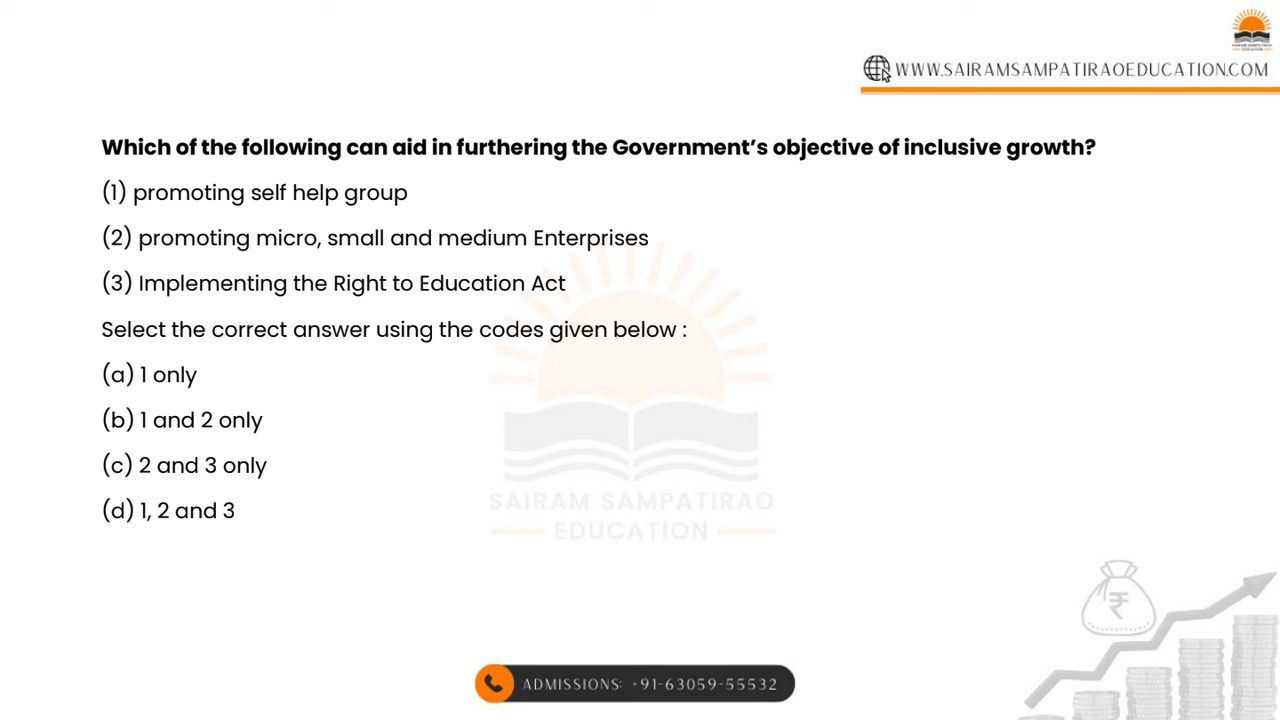 SAIRAM SAMPATIRAO
EDUCATION
WWW.SAIRAMSAMPATIRAOEDUCATION.COM
Which of the following can aid in furthering the Government’s objective of inclusive growth?
(1) promoting self help group
(2) promoting micro, small and medium Enterprises
(3) Implementing the Right to Education Act
Select the correct answer using the codes given below :
(a) 1 only
(b) 1 and 2 only
(c) 2 and 3 only
(d) 1, 2 and 3
SAIRAM SAMPATIRAO
EDUCATION
₹
ADMISSIONS: +91-63059-55532